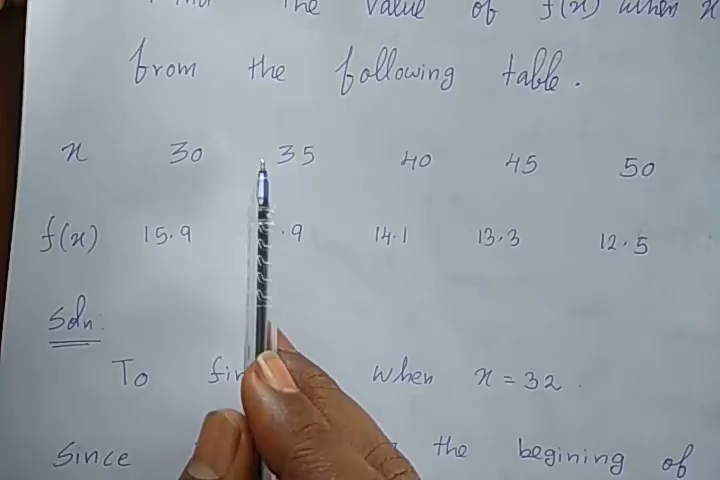 the value of f(x) when x
from the following table.
x 30 35 40 45 50
f(x) 15.9 .9 14.1 13.3 12.5
Soln:
To when x = 32.
Since the begining of